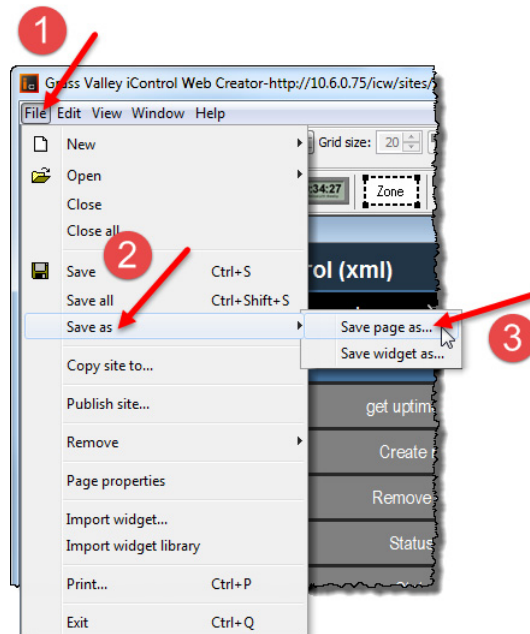 1
Grass Valley iControl Web Creator-http://10.6.0.75/icw/sites/
File Edit View Window Help
New
Grid size: 20
Open
:34:27
Zone
Close
Close all
2
Save Ctrl+S
rol (xml)
Save all Ctrl+Shift+S
Save as
Save page as...
3
Save widget as...
Copy site to...
Publish site...
get uptim
Remove
Create
Page properties
Remove
Import widget...
Import widget library
Status
Print... Ctrl+P
Exit Ctrl+Q